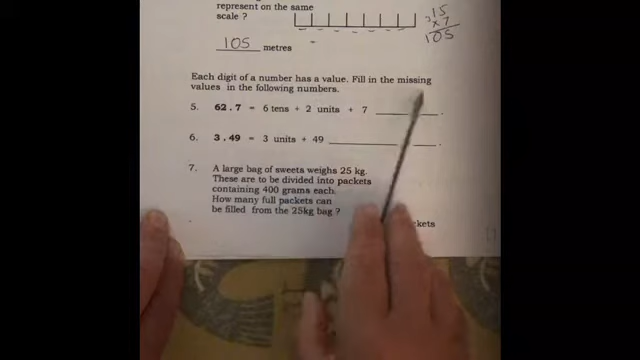 represent on the same
scale ?
105 metres
15
x 7
105
Each digit of a number has a value. Fill in the missing
values in the following numbers.
5. 62 . 7 = 6 tens + 2 units + 7 ________ .
6. 3 . 49 = 3 units + 49 ________ .
7. A large bag of sweets weighs 25 kg.
These are to be divided into packets
containing 400 grams each.
How many full packets can
be filled from the 25kg bag ?
ckets